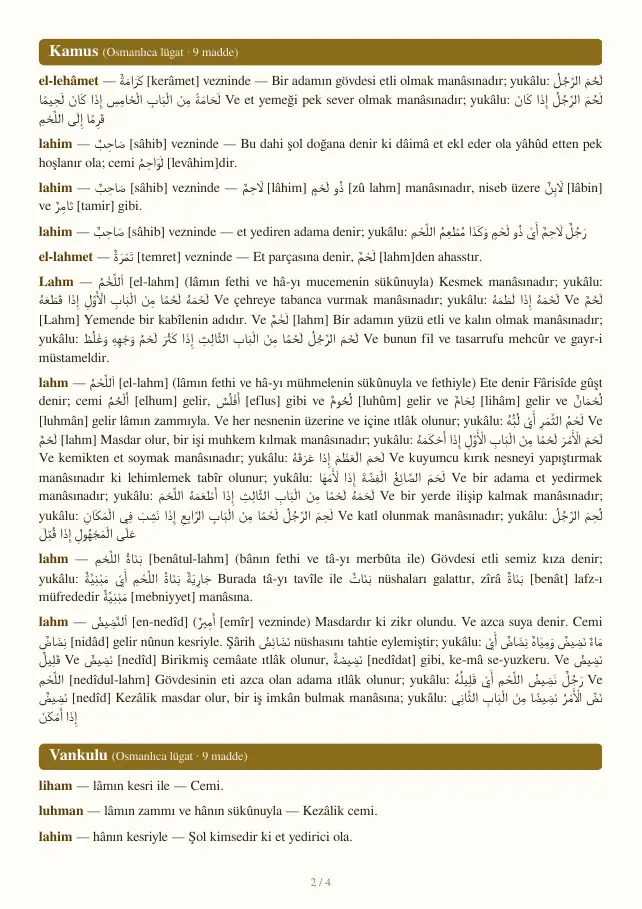 Kamus (Osmanlıca lügat · 9 madde)
el-lehâmet — كَرَامَةٌ [kerâmet] vezninde — Bir adamın gövdesi etli olmak manâsınadır; yukâlu: لَحُمَ الرَّجُلُ
لَحَامَةً مِنَ الْبَابِ الْخَامِسِ إِذَا كَانَ لَحِيمًا Ve et yemeği pek sever olmak manâsınadır; yukâlu: لَحُمَ الرَّجُلُ إِذَا كَانَ
قَرِمًا إِلَى اللَّحْمِ
lahim — صَاحِبٌ [sâhib] vezninde — Bu dahi şol doğana denir ki dâimâ et ekl eder ola yâhûd etten pek
hoşlanır ola; cemi لَوَاحِمُ [levâhim]dir.
lahim — صَاحِبٌ [sâhib] vezninde — لَاحِمٌ [lâhim] ذُو لَحْمٍ [zû lahm] manâsınadır, niseb üzere لَابِنٌ [lâbin]
ve تَامِرٌ [tamir] gibi.
lahim — صَاحِبٌ [sâhib] vezninde — et yediren adama denir; yukâlu: رَجُلٌ لَاحِمٌ أَيْ ذُو لَحْمٍ وَكَذَا مُطْعِمُ اللَّحْمِ
el-lahmet — تَمْرَةٌ [temret] vezninde — Et parçasına denir, لَحْمٌ [lahm]den ahasstır.
Lahm — اَللَّخْمُ [el-lahm] (lâmın fethi ve hâ-yı mucemenin sükûnuyla) Kesmek manâsınadır; yukâlu:
لَخَمَهُ لَخْمًا مِنَ الْبَابِ الْأَوَّلِ إِذَا قَطَعَهُ Ve çehreye tabanca vurmak manâsınadır; yukâlu: لَخَمَهُ إِذَا لَطَمَهُ Ve لَخْمٌ
[Lahm] Yemende bir kabîlenin adıdır. Ve لَخْمٌ [lahm] Bir adamın yüzü etli ve kalın olmak manâsınadır;
yukâlu: لَخَمَ الرَّجُلُ لَخْمًا مِنَ الْبَابِ الثَّالِثِ إِذَا كَثُرَ لَحْمُ وَجْهِهِ وَغَلُظَ Ve bunun fiil ve tasarrufu mehcûr ve gayr-i
müstameldir.
lahm — اَللَّحْمُ [el-lahm] (lâmın fethi ve hâ-yı mühmelenin sükûnuyla ve fethiyle) Ete denir Fârisîde gûşt
denir; cemi أَلْحُمٌ [elhum] gelir, أَفْلُسٌ [eflus] gibi ve لُحُومٌ [luhûm] gelir ve لِحَامٌ [lihâm] gelir ve لُحْمَانٌ
[luhmân] gelir lâmın zammıyla. Ve her nesnenin üzerine ve içine ıtlâk olunur; yukâlu: لَحْمُ الثَّمَرِ أَيْ لُبُّهُ Ve
لَحْمٌ [lahm] Masdar olur, bir işi muhkem kılmak manâsınadır; yukâlu: لَحَمَ الْأَمْرَ لَحْمًا مِنَ الْبَابِ الْأَوَّلِ إِذَا أَحْكَمَهُ
Ve kemikten et soymak manâsınadır; yukâlu: لَحَمَ الْعَظْمَ إِذَا عَرَقَهُ Ve kuyumcu kırık nesneyi yapıştırmak
manâsınadır ki lehimlemek tabîr olunur; yukâlu: لَحَمَ الصَّائِغُ الْفِضَّةَ إِذَا لَأَمَهَا Ve bir adama et yedirmek
manâsınadır; yukâlu: لَحَمَهُ لَحْمًا مِنَ الْبَابِ الثَّالِثِ إِذَا أَطْعَمَهُ اللَّحْمَ Ve bir yerde ilişip kalmak manâsınadır;
yukâlu: لَحِمَ الرَّجُلُ لَحْمًا مِنَ الْبَابِ الرَّابِعِ إِذَا نَشِبَ فِي الْمَكَانِ Ve katl olunmak manâsınadır; yukâlu: لُحِمَ الرَّجُلُ
عَلَى الْمَجْهُولِ إِذَا قُتِلَ
lahm — بَنَاةُ اللَّحْمِ [benâtul-lahm] (bânın fethi ve tâ-yı merbûta ile) Gövdesi etli semiz kıza denir;
yukâlu: جَارِيَةٌ بَنَاةُ اللَّحْمِ أَيْ مَبْنِيَّةٌ Burada tâ-yı tavîle ile بَنَاتٌ nüshaları galattır, zîrâ بَنَاةٌ [benât] lafz-ı
müfrededir مَبْنِيَّةٌ [mebniyyet] manâsına.
lahm — اَلنَّضِيضُ [en-nedîd] (أَمِيرٌ [emîr] vezninde) Masdardır ki zikr olundu. Ve azca suya denir. Cemi
نِضَاضٌ [nidâd] gelir nûnun kesriyle. Şârih نَضَائِضُ nüshasını tahtie eylemiştir; yukâlu: مَاءٌ نَضِيضٌ وَمِيَاهٌ نِضَاضٌ أَيْ
قَلِيلٌ Ve نَضِيضٌ [nedîd] Birikmiş cemâate ıtlâk olunur, نَضِيضَةٌ [nedîdat] gibi, ke-mâ se-yuzkeru. Ve نَضِيضُ
اللَّحْمِ [nedîdul-lahm] Gövdesinin eti azca olan adama ıtlâk olunur; yukâlu: رَجُلٌ نَضِيضُ اللَّحْمِ أَيْ قَلِيلُهُ Ve
نَضِيضٌ [nedîd] Kezâlik masdar olur, bir iş imkân bulmak manâsına; yukâlu: نَضَّ الْأَمْرُ نَضِيضًا مِنَ الْبَابِ الثَّانِي
إِذَا أَمْكَنَ
Vankulu (Osmanlıca lügat · 9 madde)
liham — lâmın kesri ile — Cemi.
luhman — lâmın zammı ve hânın sükûnuyla — Kezâlik cemi.
lahim — hânın kesriyle — Şol kimsedir ki et yedirici ola.
2 / 4